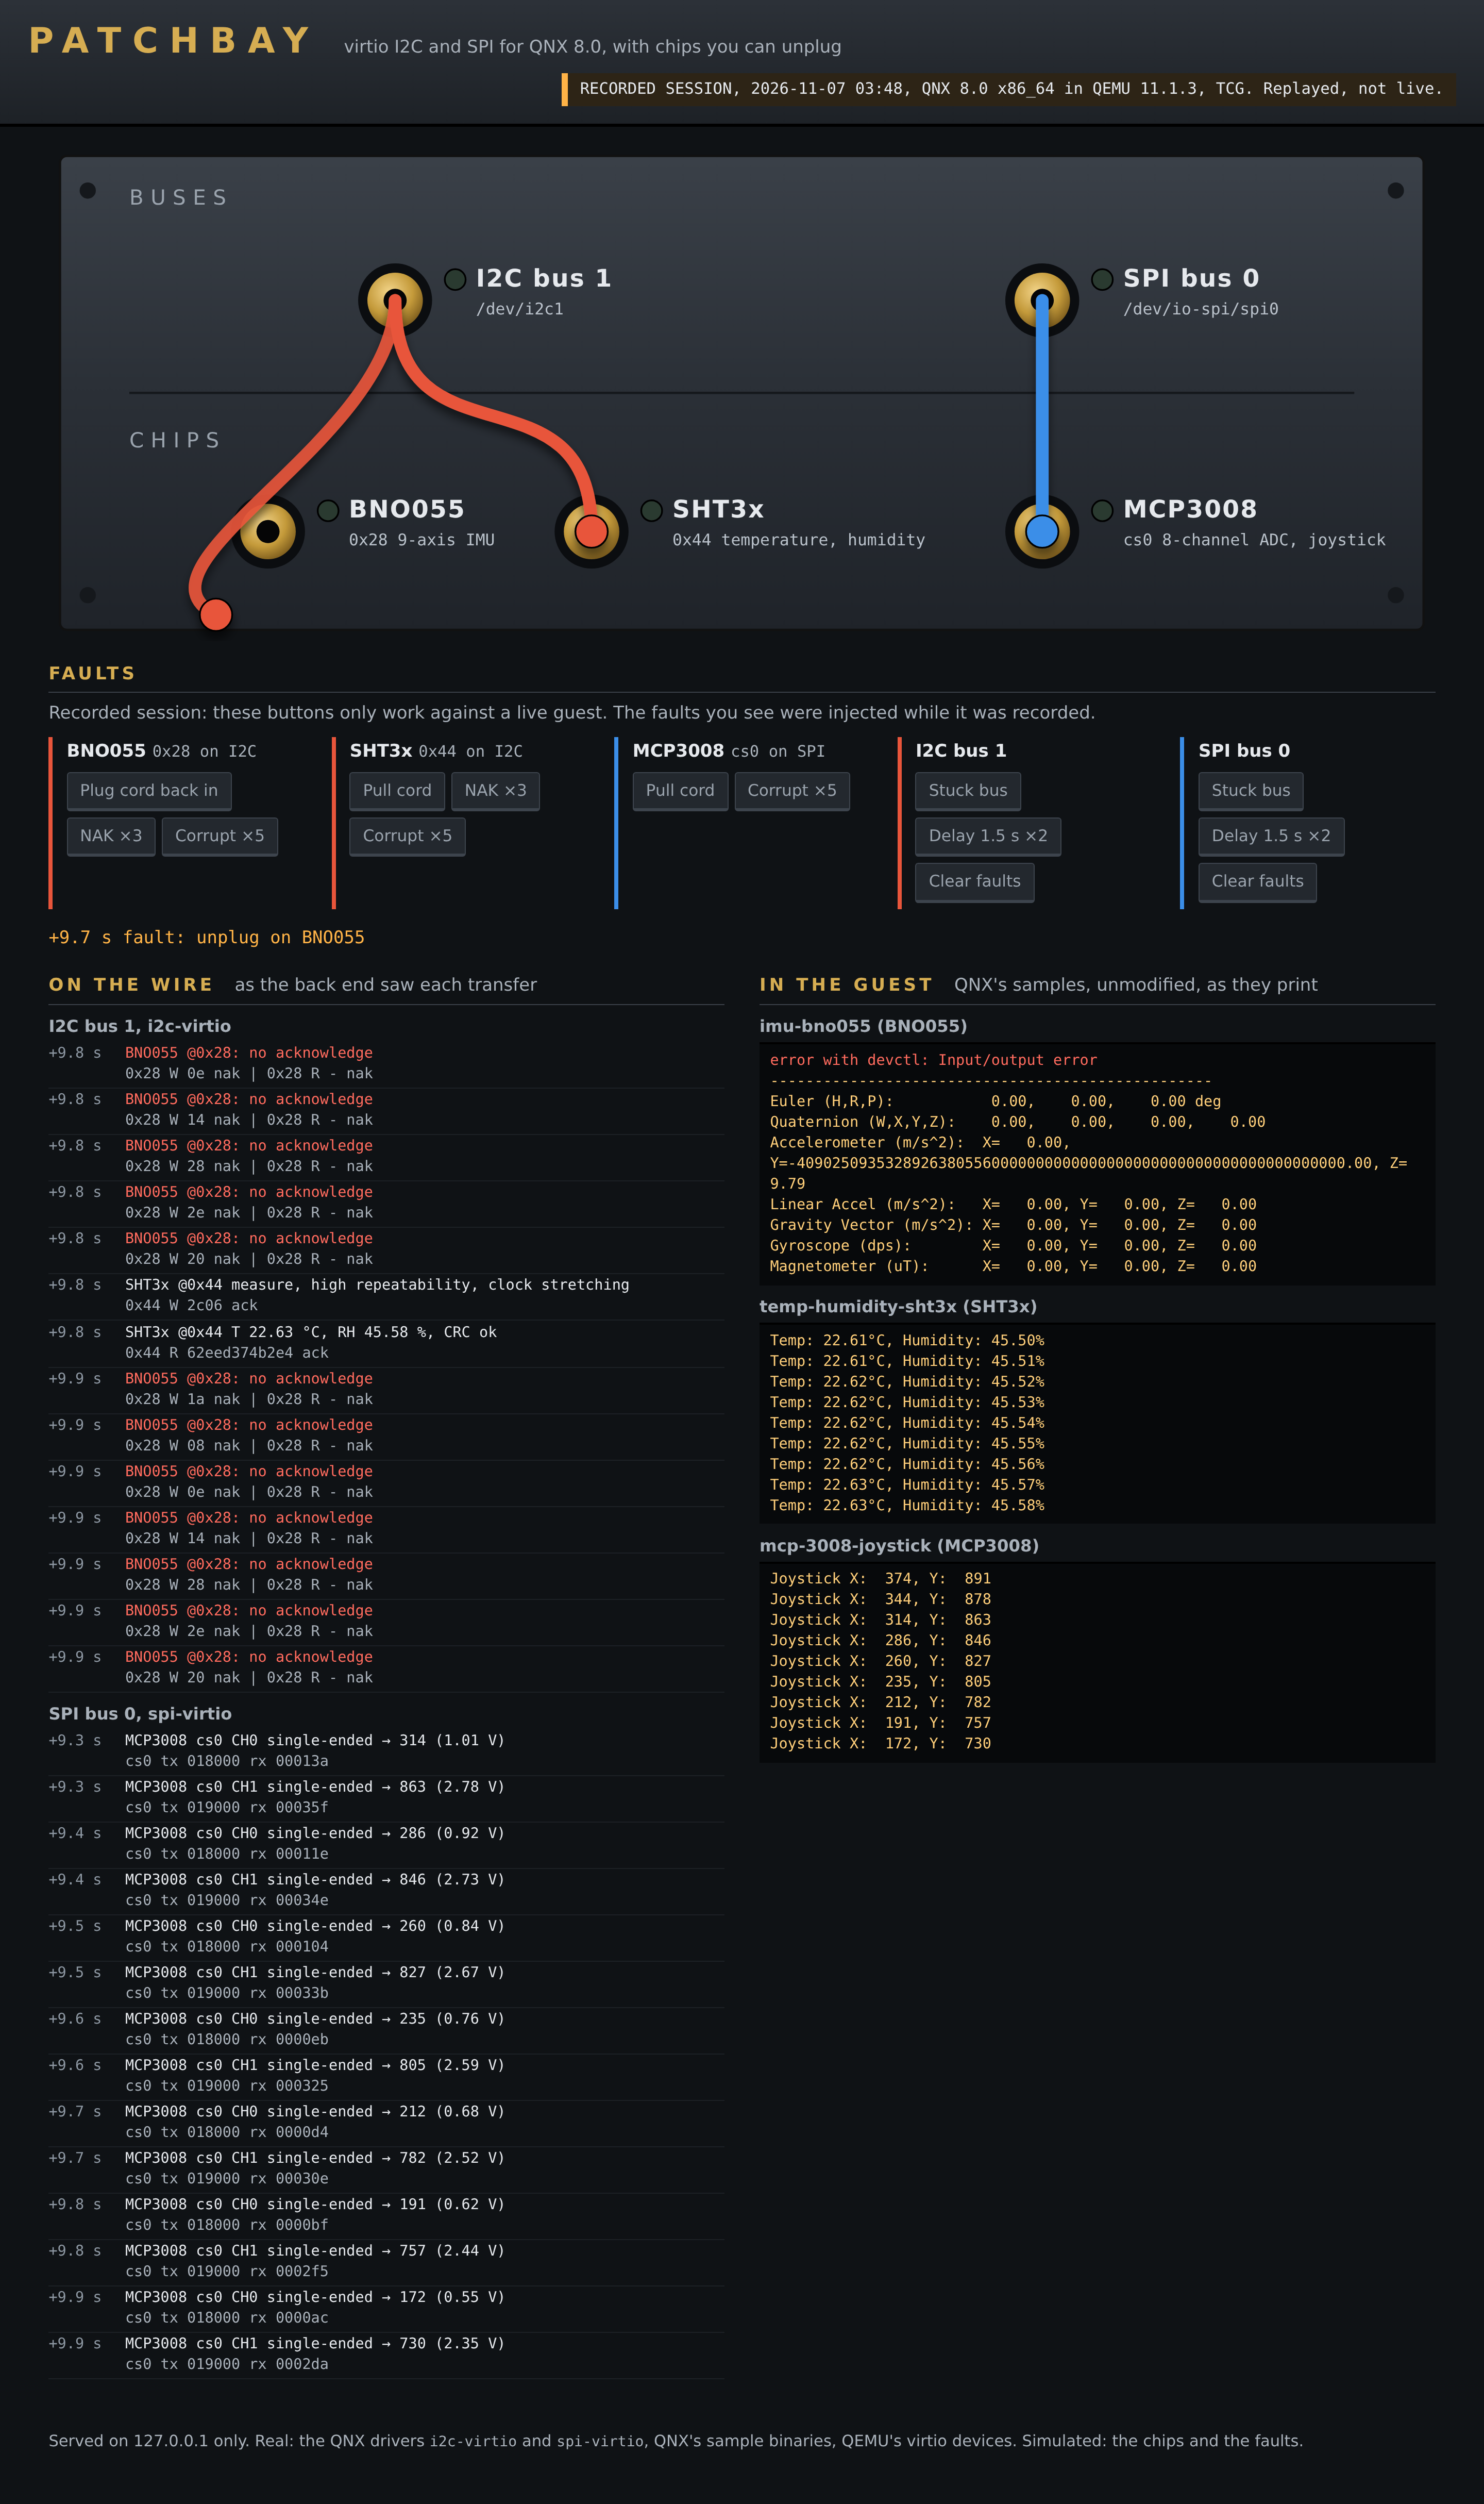 PATCHBAY virtio I2C and SPI for QNX 8.0, with chips you can unplug
RECORDED SESSION, 2026-11-07 03:48, QNX 8.0 x86_64 in QEMU 11.1.3, TCG. Replayed, not live.
BUSES
I2C bus 1
/dev/i2c1
SPI bus 0
/dev/io-spi/spi0
CHIPS
BNO055
0x28 9-axis IMU
SHT3x
0x44 temperature, humidity
MCP3008
cs0 8-channel ADC, joystick
FAULTS
Recorded session: these buttons only work against a live guest. The faults you see were injected while it was recorded.
BNO055 0x28 on I2C
Plug cord back in
NAK ×3 Corrupt ×5
SHT3x 0x44 on I2C
Pull cord NAK ×3
Corrupt ×5
MCP3008 cs0 on SPI
Pull cord Corrupt ×5
I2C bus 1
Stuck bus
Delay 1.5 s ×2
Clear faults
SPI bus 0
Stuck bus
Delay 1.5 s ×2
Clear faults
+9.7 s fault: unplug on BNO055
ON THE WIRE as the back end saw each transfer
I2C bus 1, i2c-virtio
+9.8 s BNO055 @0x28: no acknowledge
0x28 W 0e nak | 0x28 R - nak
+9.8 s BNO055 @0x28: no acknowledge
0x28 W 14 nak | 0x28 R - nak
+9.8 s BNO055 @0x28: no acknowledge
0x28 W 28 nak | 0x28 R - nak
+9.8 s BNO055 @0x28: no acknowledge
0x28 W 2e nak | 0x28 R - nak
+9.8 s BNO055 @0x28: no acknowledge
0x28 W 20 nak | 0x28 R - nak
+9.8 s SHT3x @0x44 measure, high repeatability, clock stretching
0x44 W 2c06 ack
+9.8 s SHT3x @0x44 T 22.63 °C, RH 45.58 %, CRC ok
0x44 R 62eed374b2e4 ack
+9.9 s BNO055 @0x28: no acknowledge
0x28 W 1a nak | 0x28 R - nak
+9.9 s BNO055 @0x28: no acknowledge
0x28 W 08 nak | 0x28 R - nak
+9.9 s BNO055 @0x28: no acknowledge
0x28 W 0e nak | 0x28 R - nak
+9.9 s BNO055 @0x28: no acknowledge
0x28 W 14 nak | 0x28 R - nak
+9.9 s BNO055 @0x28: no acknowledge
0x28 W 28 nak | 0x28 R - nak
+9.9 s BNO055 @0x28: no acknowledge
0x28 W 2e nak | 0x28 R - nak
+9.9 s BNO055 @0x28: no acknowledge
0x28 W 20 nak | 0x28 R - nak
SPI bus 0, spi-virtio
+9.3 s MCP3008 cs0 CH0 single-ended → 314 (1.01 V)
cs0 tx 018000 rx 00013a
+9.3 s MCP3008 cs0 CH1 single-ended → 863 (2.78 V)
cs0 tx 019000 rx 00035f
+9.4 s MCP3008 cs0 CH0 single-ended → 286 (0.92 V)
cs0 tx 018000 rx 00011e
+9.4 s MCP3008 cs0 CH1 single-ended → 846 (2.73 V)
cs0 tx 019000 rx 00034e
+9.5 s MCP3008 cs0 CH0 single-ended → 260 (0.84 V)
cs0 tx 018000 rx 000104
+9.5 s MCP3008 cs0 CH1 single-ended → 827 (2.67 V)
cs0 tx 019000 rx 00033b
+9.6 s MCP3008 cs0 CH0 single-ended → 235 (0.76 V)
cs0 tx 018000 rx 0000eb
+9.6 s MCP3008 cs0 CH1 single-ended → 805 (2.59 V)
cs0 tx 019000 rx 000325
+9.7 s MCP3008 cs0 CH0 single-ended → 212 (0.68 V)
cs0 tx 018000 rx 0000d4
+9.7 s MCP3008 cs0 CH1 single-ended → 782 (2.52 V)
cs0 tx 019000 rx 00030e
+9.8 s MCP3008 cs0 CH0 single-ended → 191 (0.62 V)
cs0 tx 018000 rx 0000bf
+9.8 s MCP3008 cs0 CH1 single-ended → 757 (2.44 V)
cs0 tx 019000 rx 0002f5
+9.9 s MCP3008 cs0 CH0 single-ended → 172 (0.55 V)
cs0 tx 018000 rx 0000ac
+9.9 s MCP3008 cs0 CH1 single-ended → 730 (2.35 V)
cs0 tx 019000 rx 0002da
IN THE GUEST QNX's samples, unmodified, as they print
imu-bno055 (BNO055)
error with devctl: Input/output error
--------------------------------------------------
Euler (H,R,P): 0.00, 0.00, 0.00 deg
Quaternion (W,X,Y,Z): 0.00, 0.00, 0.00, 0.00
Accelerometer (m/s^2): X= 0.00,
Y=-40902509353289263805560000000000000000000000000000000000000000.00, Z=
9.79
Linear Accel (m/s^2): X= 0.00, Y= 0.00, Z= 0.00
Gravity Vector (m/s^2): X= 0.00, Y= 0.00, Z= 0.00
Gyroscope (dps): X= 0.00, Y= 0.00, Z= 0.00
Magnetometer (uT): X= 0.00, Y= 0.00, Z= 0.00
temp-humidity-sht3x (SHT3x)
Temp: 22.61°C, Humidity: 45.50%
Temp: 22.61°C, Humidity: 45.51%
Temp: 22.62°C, Humidity: 45.52%
Temp: 22.62°C, Humidity: 45.53%
Temp: 22.62°C, Humidity: 45.54%
Temp: 22.62°C, Humidity: 45.55%
Temp: 22.62°C, Humidity: 45.56%
Temp: 22.63°C, Humidity: 45.57%
Temp: 22.63°C, Humidity: 45.58%
mcp-3008-joystick (MCP3008)
Joystick X: 374, Y: 891
Joystick X: 344, Y: 878
Joystick X: 314, Y: 863
Joystick X: 286, Y: 846
Joystick X: 260, Y: 827
Joystick X: 235, Y: 805
Joystick X: 212, Y: 782
Joystick X: 191, Y: 757
Joystick X: 172, Y: 730
Served on 127.0.0.1 only. Real: the QNX drivers i2c-virtio and spi-virtio, QNX's sample binaries, QEMU's virtio devices. Simulated: the chips and the faults.